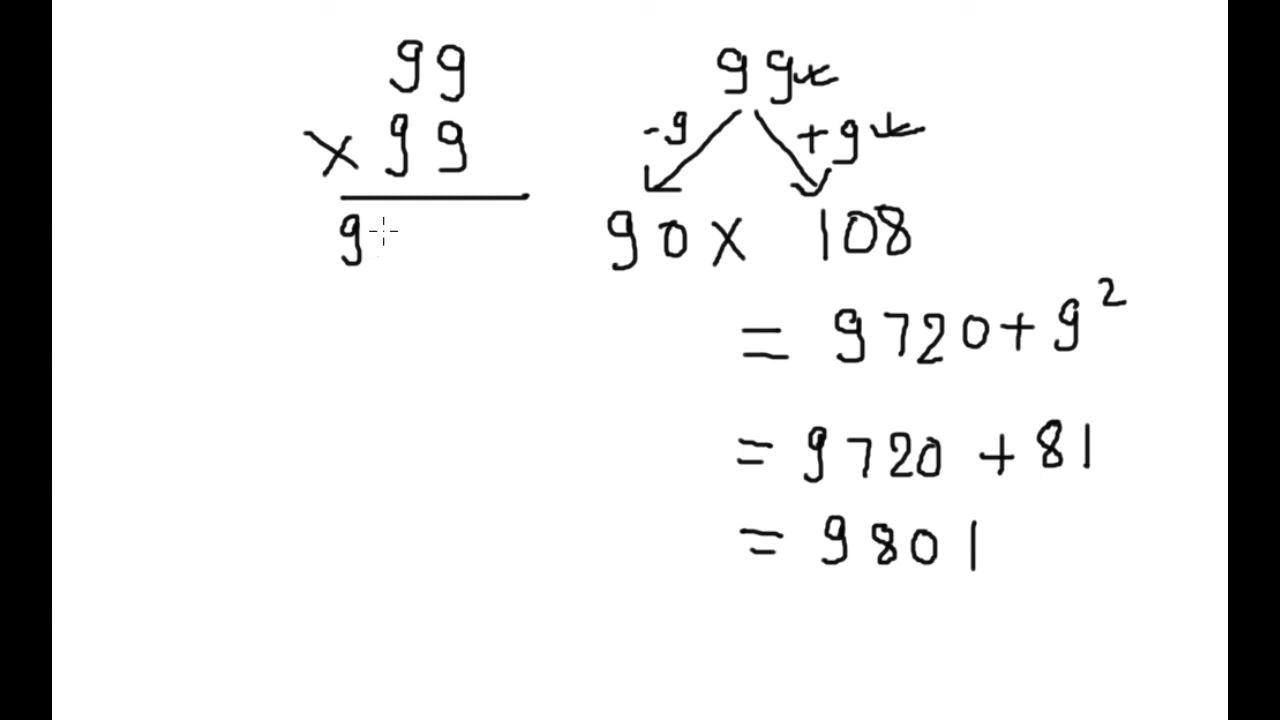 99
× 99
9
99
-9 +9
90 × 108
= 9720 + 9²
= 9720 + 81
= 9801